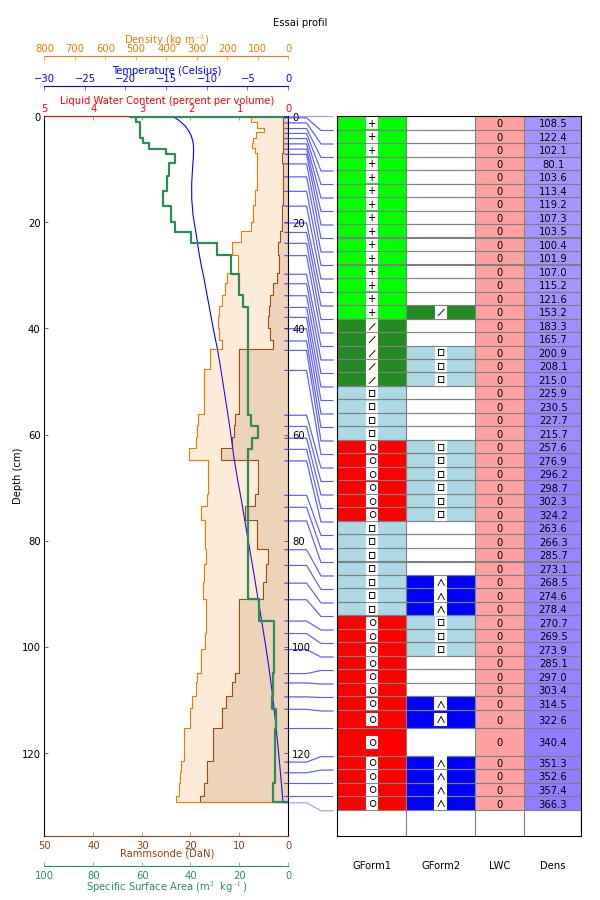 Essai profil
Density (kg m⁻³)
800 700 600 500 400 300 200 100 0
Temperature (Celsius)
−30 −25 −20 −15 −10 −5 0
Liquid Water Content (percent per volume)
5 4 3 2 1 0
0
+ 0 108.5
+ 0 122.4
+ 0 102.1
+ 0 80.1
+ 0 103.6
+ 0 113.4
+ 0 119.2
+ 0 107.3
20 20
+ 0 103.5
+ 0 100.4
+ 0 101.9
+ 0 107.0
+ 0 115.2
+ 0 121.6
+ / 0 153.2
40 40
/ 0 183.3
/ 0 165.7
/ □ 0 200.9
/ □ 0 208.1
/ □ 0 215.0
□ 0 225.9
□ 0 230.5
□ 0 227.7
60 60
□ 0 215.7
○ □ 0 257.6
○ □ 0 276.9
Depth (cm)
○ □ 0 296.2
○ □ 0 298.7
○ □ 0 302.3
○ □ 0 324.2
□ 0 263.6
80 80
□ 0 266.3
□ 0 285.7
□ 0 273.1
□ ∧ 0 268.5
□ ∧ 0 274.6
□ ∧ 0 278.4
○ □ 0 270.7
○ □ 0 269.5
100 100
○ □ 0 273.9
○ 0 285.1
○ 0 297.0
○ 0 303.4
○ ∧ 0 314.5
○ ∧ 0 322.6
○ 0 340.4
120 120
○ ∧ 0 351.3
○ ∧ 0 352.6
○ ∧ 0 357.4
○ ∧ 0 366.3
50 40 30 20 10 0
Rammsonde (DaN)
GForm1 GForm2 LWC Dens
100 80 60 40 20 0
Specific Surface Area (m² kg⁻¹)